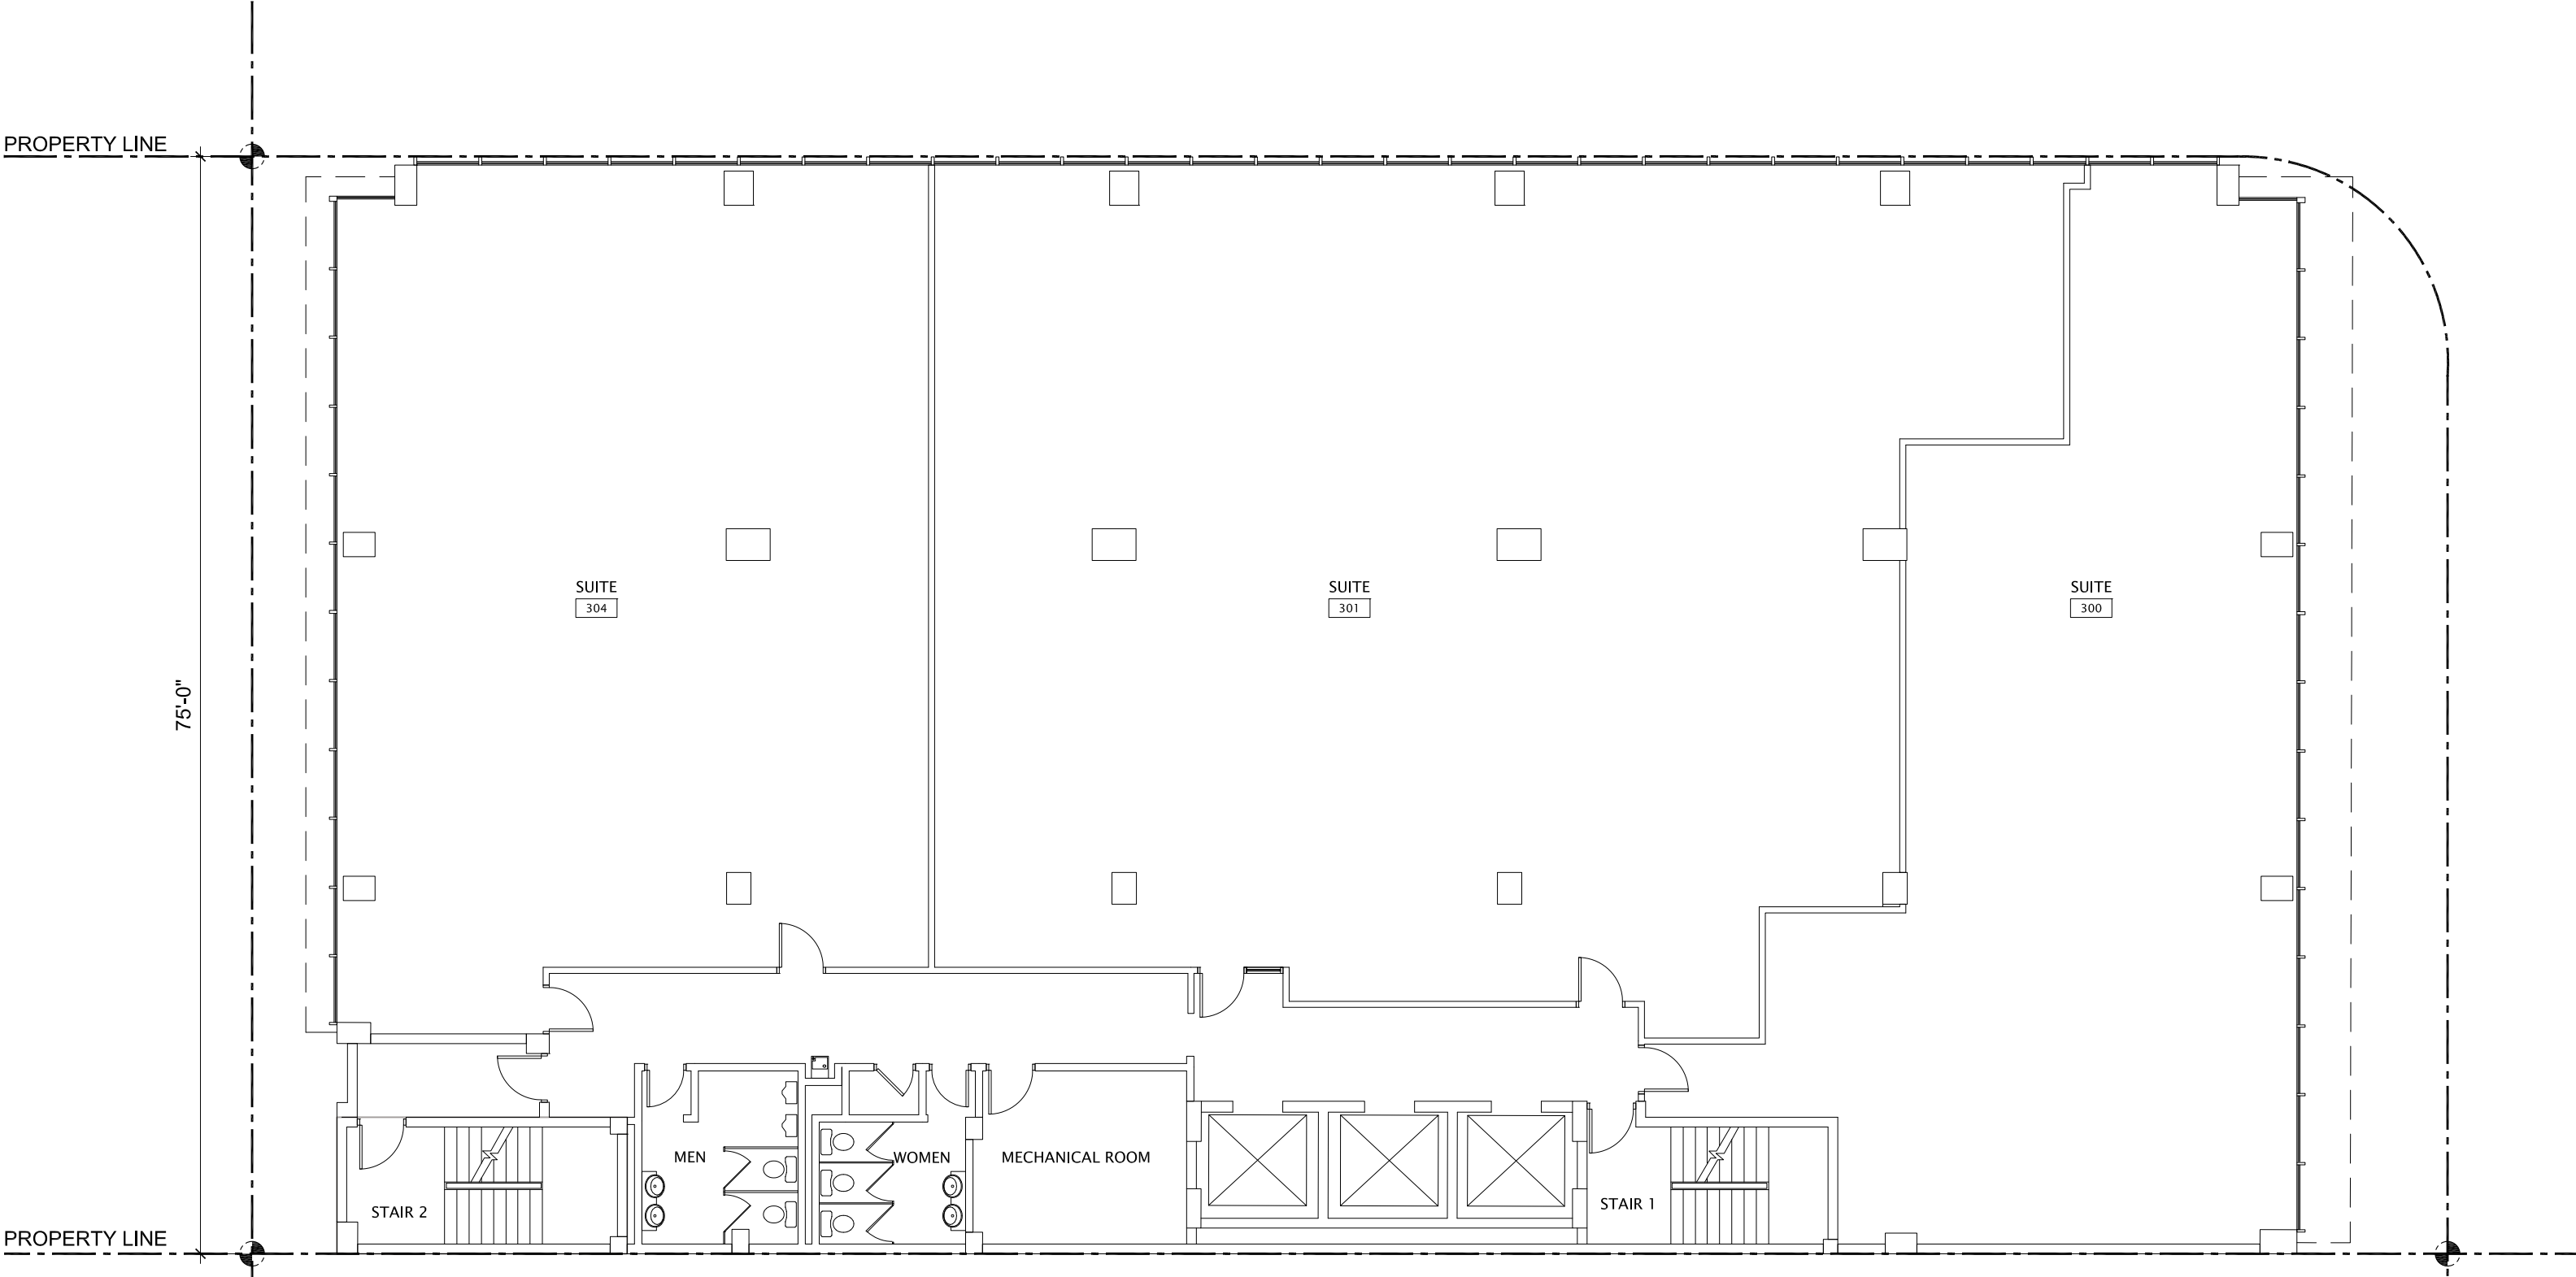 PROPERTY LINE
SUITE
304
SUITE
301
SUITE
300
75'-0"
MEN
WOMEN
MECHANICAL ROOM
STAIR 2
STAIR 1
PROPERTY LINE